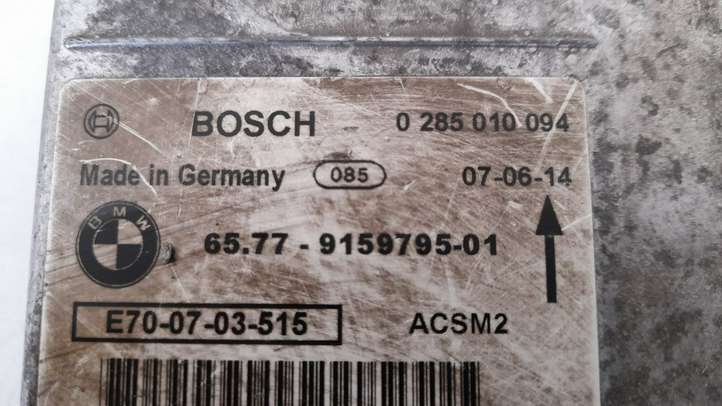 BOSCH 0 285 010 094
Made in Germany 085 07-06-14
BMW
65.77 - 9159795-01
E70-07-03-515 ACSM2